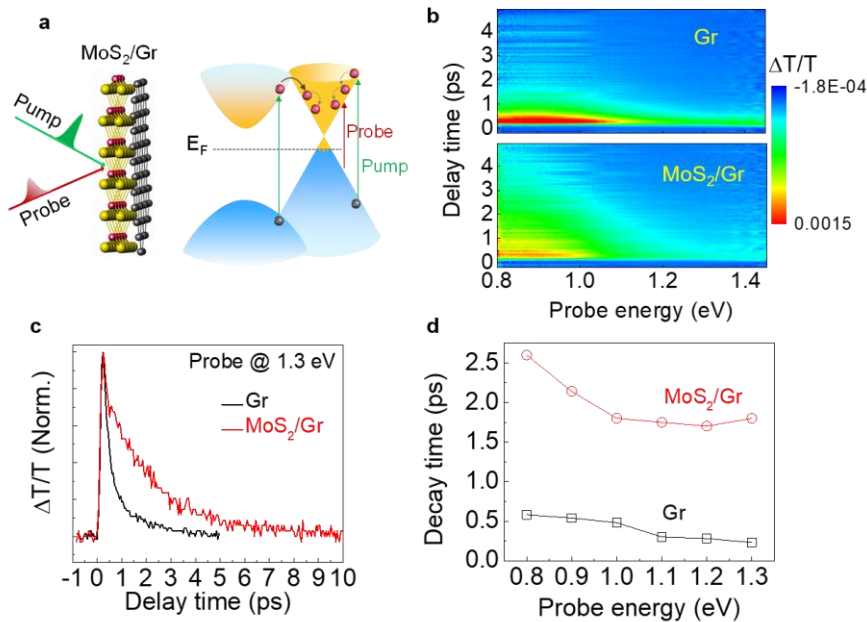 a
MoS₂/Gr
Pump
Probe
E_F
Probe
Pump
b
Gr
MoS₂/Gr
Delay time (ps)
4
3
2
1
0
4
3
2
1
0
0.8 1.0 1.2 1.4
Probe energy (eV)
ΔT/T
-1.8E-04
0.0015
c
Probe @ 1.3 eV
Gr
MoS₂/Gr
ΔT/T (Norm.)
-1 0 1 2 3 4 5 6 7 8 9 10
Delay time (ps)
d
Decay time (ps)
2.5
2.0
1.5
1.0
0.5
0.0
MoS₂/Gr
Gr
0.8 0.9 1.0 1.1 1.2 1.3
Probe energy (eV)